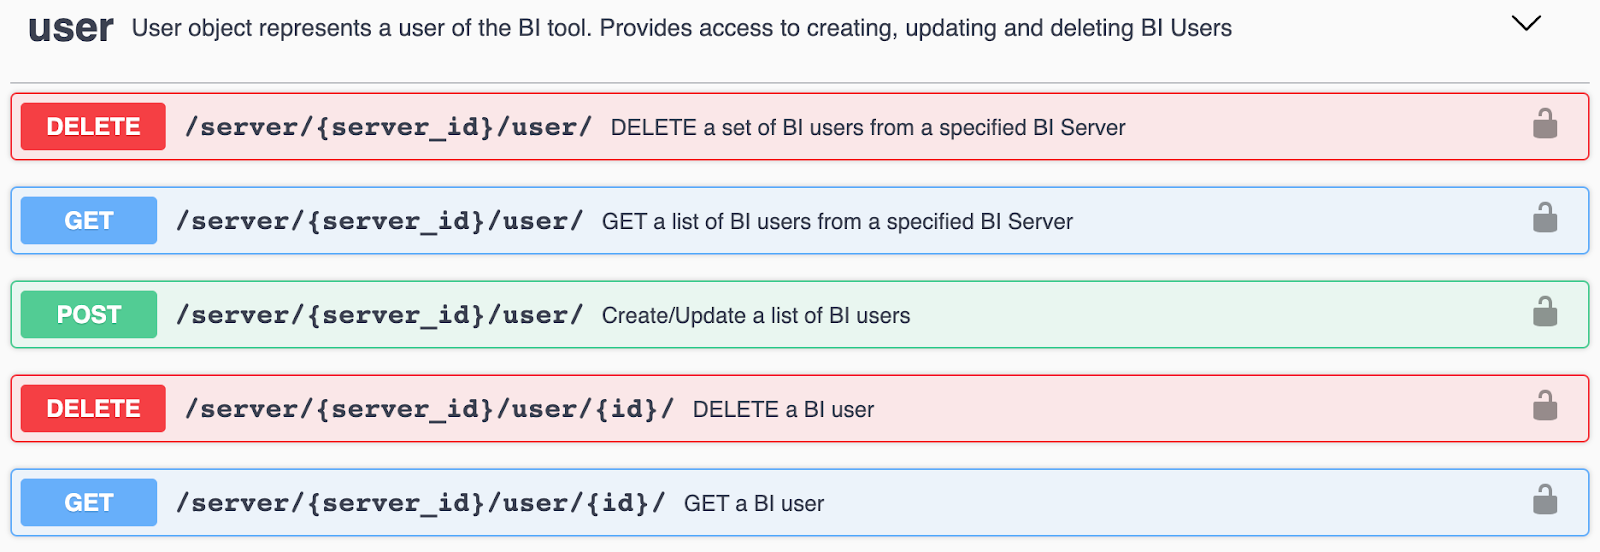 user User object represents a user of the BI tool. Provides access to creating, updating and deleting BI Users
DELETE /server/{server_id}/user/ DELETE a set of BI users from a specified BI Server
GET /server/{server_id}/user/ GET a list of BI users from a specified BI Server
POST /server/{server_id}/user/ Create/Update a list of BI users
DELETE /server/{server_id}/user/{id}/ DELETE a BI user
GET /server/{server_id}/user/{id}/ GET a BI user